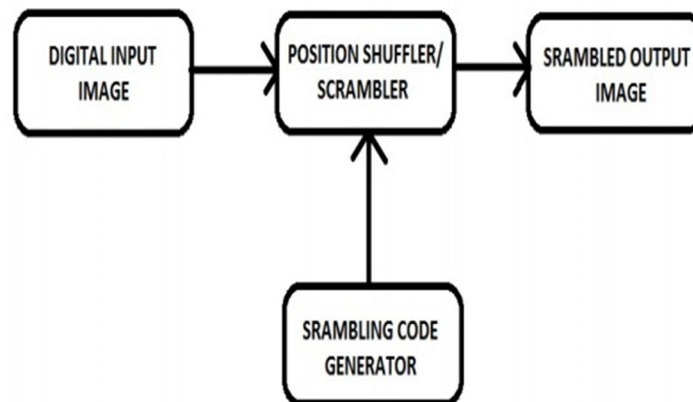 DIGITAL INPUT
IMAGE
POSITION SHUFFLER/
SCRAMBLER
SRAMBLED OUTPUT
IMAGE
SRAMBLING CODE
GENERATOR